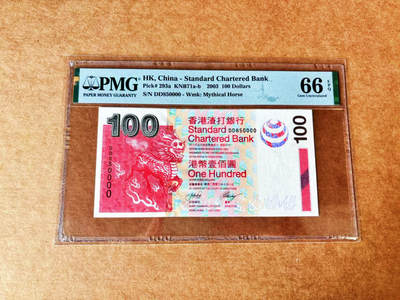 PMG
PAPER MONEY GUARANTY
HK, China - Standard Chartered Bank
Pick# 293a KNB71a-b 2003 100 Dollars
S/N DD850000 - Wmk: Mythical Horse
66 EPQ
Gem Uncirculated
100
香港渣打銀行
Standard
Chartered Bank
DD850000
港幣壹佰圓
One Hundred
DD850000
100